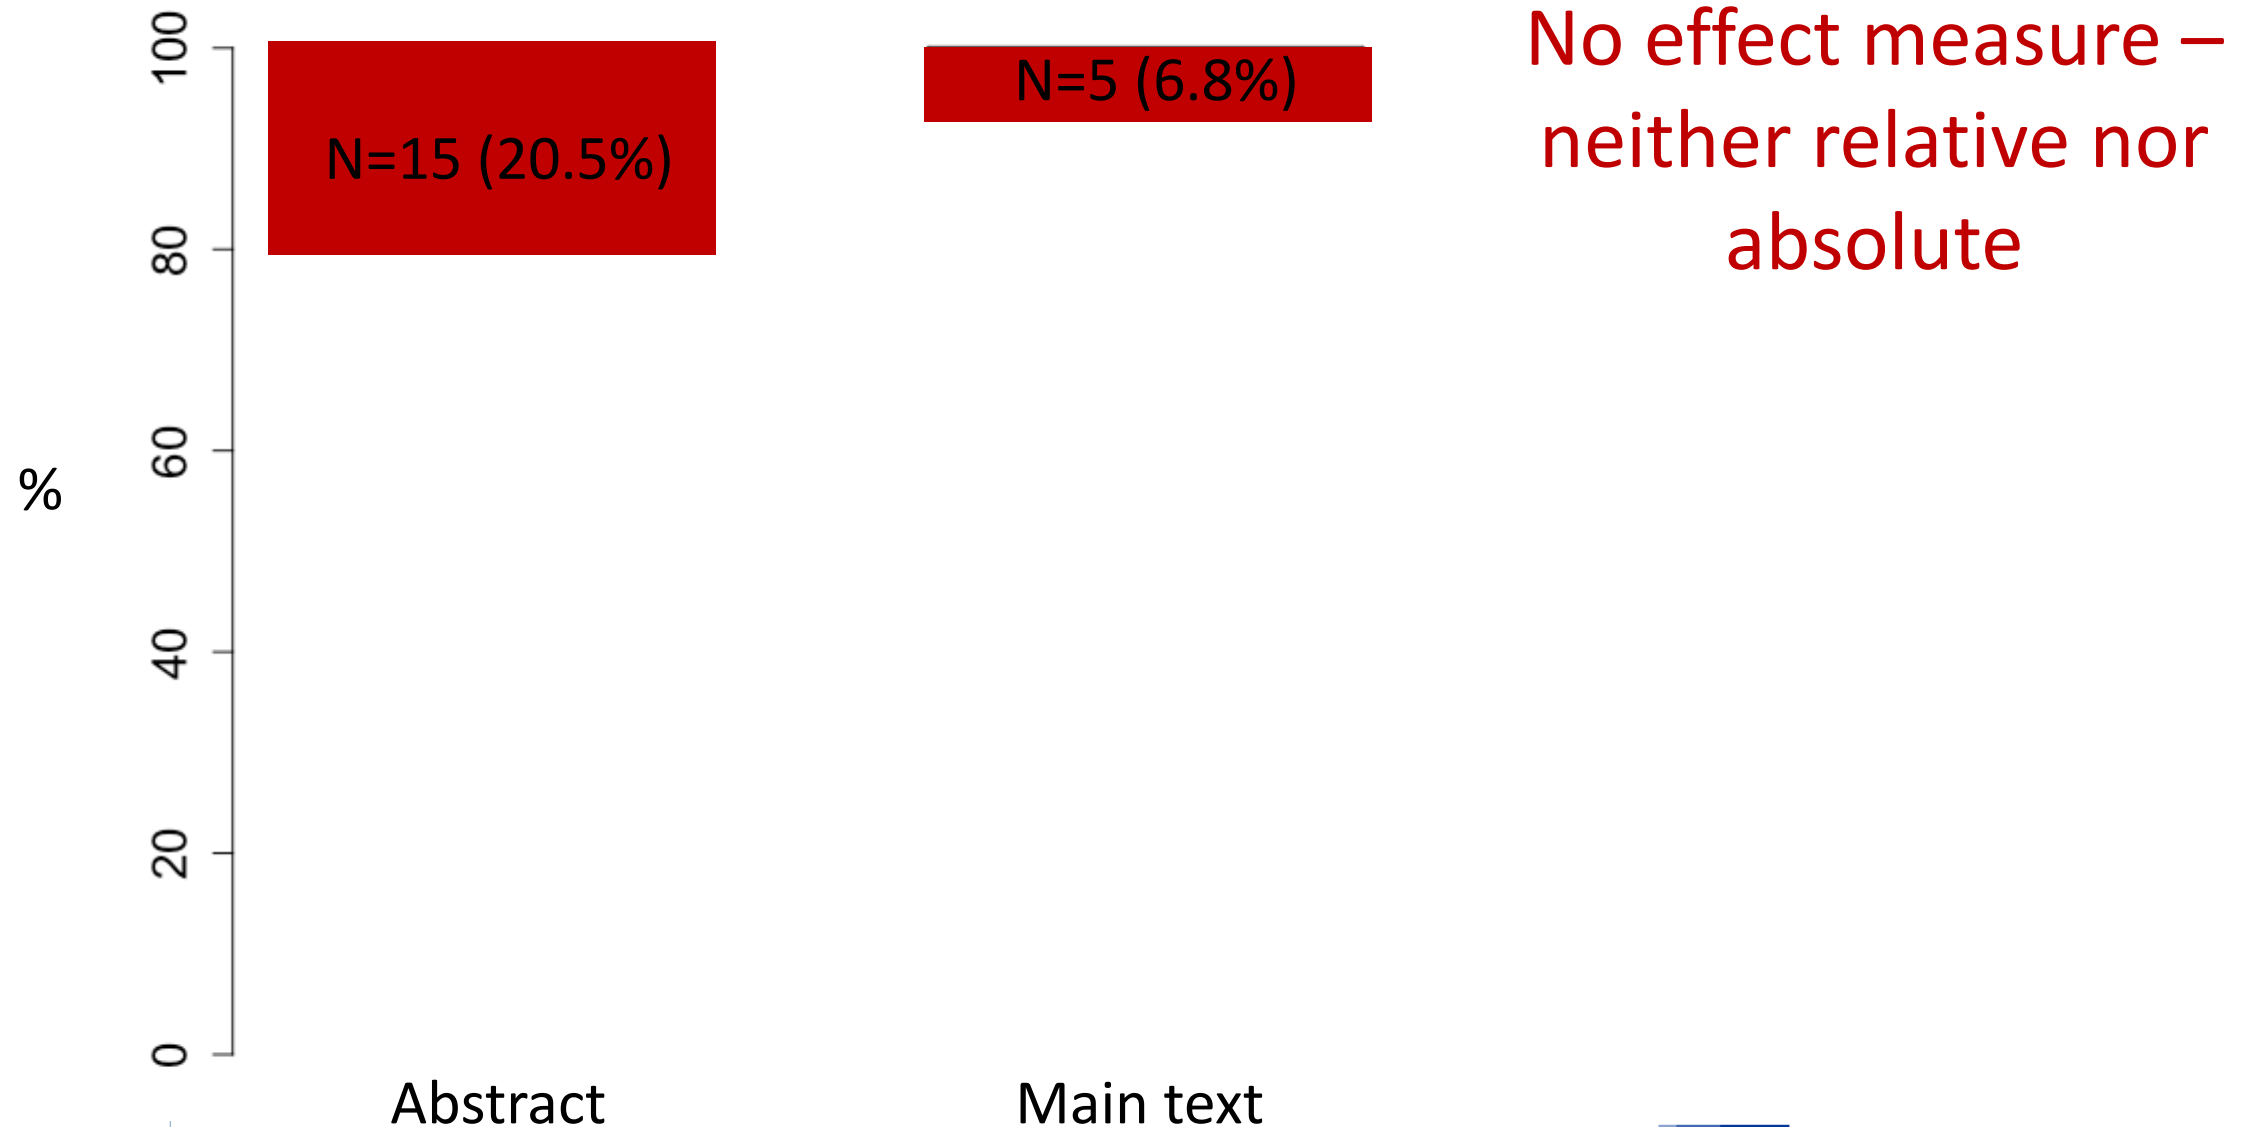 100
80
60
40
20
0
%
N=15 (20.5%)
N=5 (6.8%)
Abstract
Main text
No effect measure –
neither relative nor
absolute